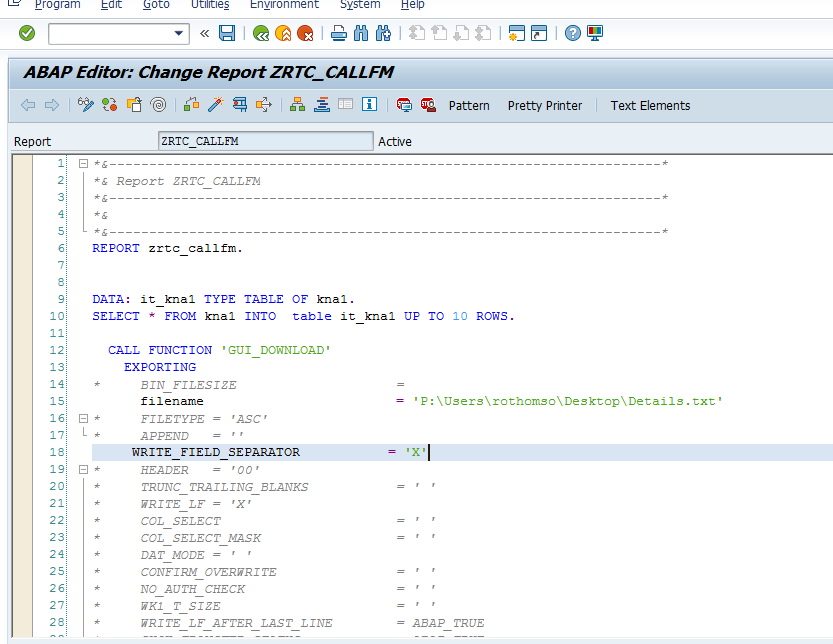 Program Edit Goto Utilities Environment System Help
«
ABAP Editor: Change Report ZRTC_CALLFM
Pattern Pretty Printer Text Elements
Report ZRTC_CALLFM Active
1 *&---------------------------------------------------------------------*
2 *& Report ZRTC_CALLFM
3 *&---------------------------------------------------------------------*
4 *&
5 *&---------------------------------------------------------------------*
6 REPORT zrtc_callfm.
7
8
9 DATA: it_kna1 TYPE TABLE OF kna1.
10 SELECT * FROM kna1 INTO table it_kna1 UP TO 10 ROWS.
11
12 CALL FUNCTION 'GUI_DOWNLOAD'
13 EXPORTING
14 * BIN_FILESIZE =
15 filename = 'P:\Users\rothomso\Desktop\Details.txt'
16 * FILETYPE = 'ASC'
17 * APPEND = ''
18 WRITE_FIELD_SEPARATOR = 'X'
19 * HEADER = '00'
20 * TRUNC_TRAILING_BLANKS = ' '
21 * WRITE_LF = 'X'
22 * COL_SELECT = ' '
23 * COL_SELECT_MASK = ' '
24 * DAT_MODE = ' '
25 * CONFIRM_OVERWRITE = ' '
26 * NO_AUTH_CHECK = ' '
27 * WK1_T_SIZE = ' '
28 * WRITE_LF_AFTER_LAST_LINE = ABAP_TRUE